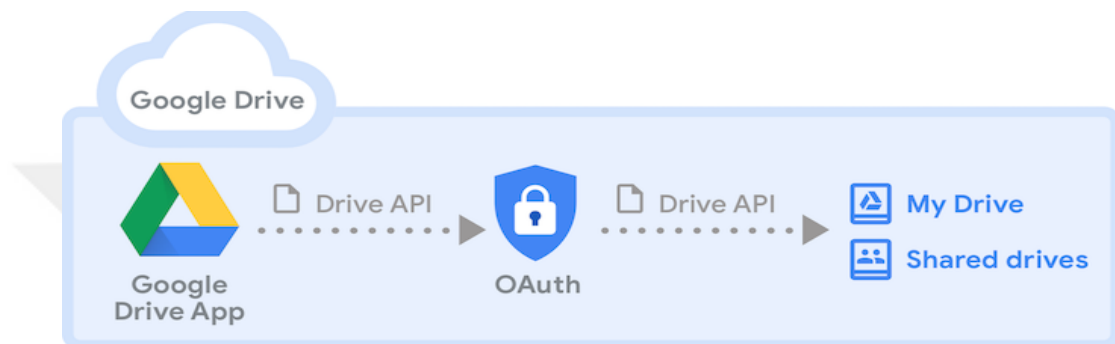 Google Drive
Drive API
Drive API
My Drive
Shared drives
Google
Drive App
OAuth